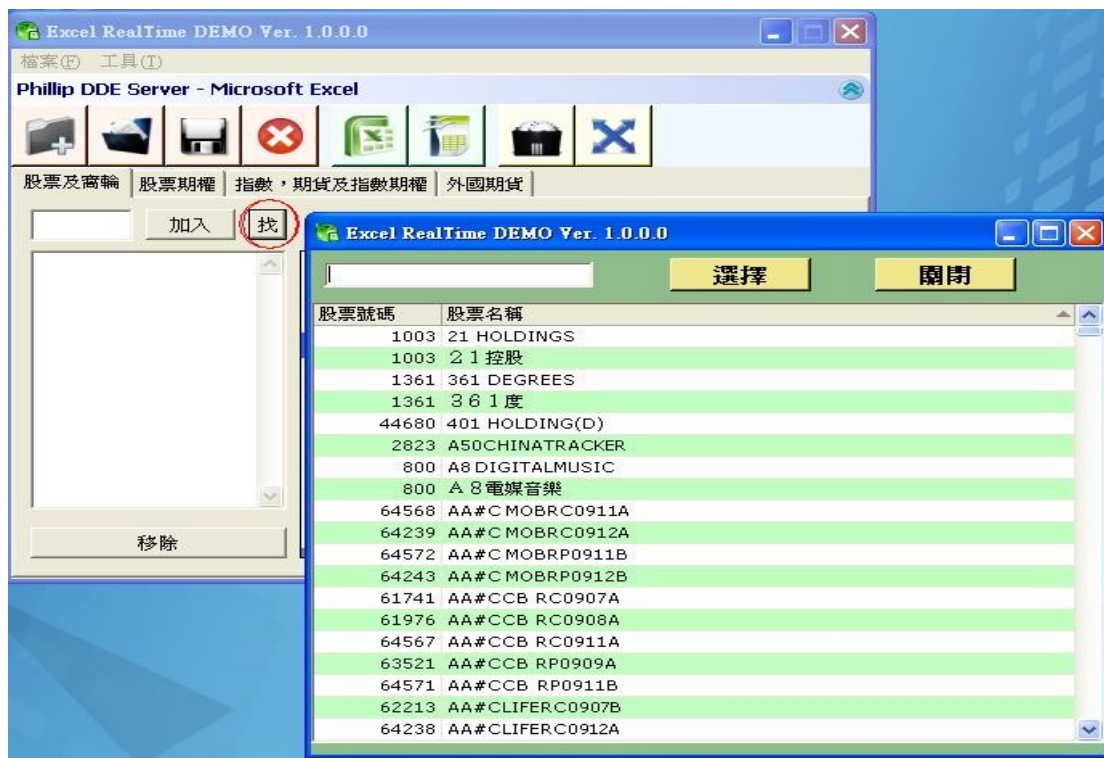 Excel RealTime DEMO Ver. 1.0.0.0
檔案(F) 工具(T)
Phillip DDE Server - Microsoft Excel
股票及窩輪 股票期權 指數，期貨及指數期權 外國期貨
加入 找
移除
Excel RealTime DEMO Ver. 1.0.0.0
選擇 關閉
股票號碼 股票名稱
1003 21 HOLDINGS
1003 ２１控股
1361 361 DEGREES
1361 ３６１度
44680 401 HOLDING(D)
2823 A50CHINATRACKER
800 A8 DIGITALMUSIC
800 Ａ８電媒音樂
64568 AA#C MOBRC0911A
64239 AA#C MOBRC0912A
64572 AA#C MOBRP0911B
64243 AA#C MOBRP0912B
61741 AA#CCB RC0907A
61976 AA#CCB RC0908A
64567 AA#CCB RC0911A
63521 AA#CCB RP0909A
64571 AA#CCB RP0911B
62213 AA#CLIFERC0907B
64238 AA#CLIFERC0912A